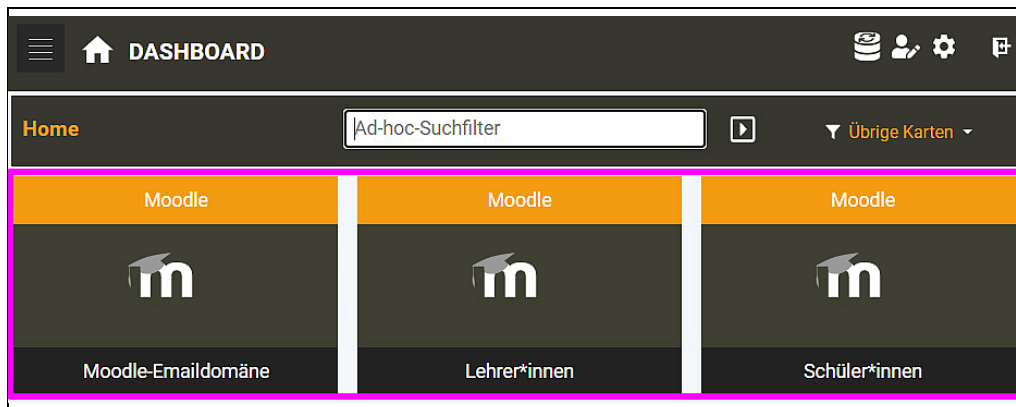 DASHBOARD
Home
Ad-hoc-Suchfilter
Übrige Karten
Moodle
Moodle
Moodle
m
m
m
Moodle-Emaildomäne
Lehrer*innen
Schüler*innen